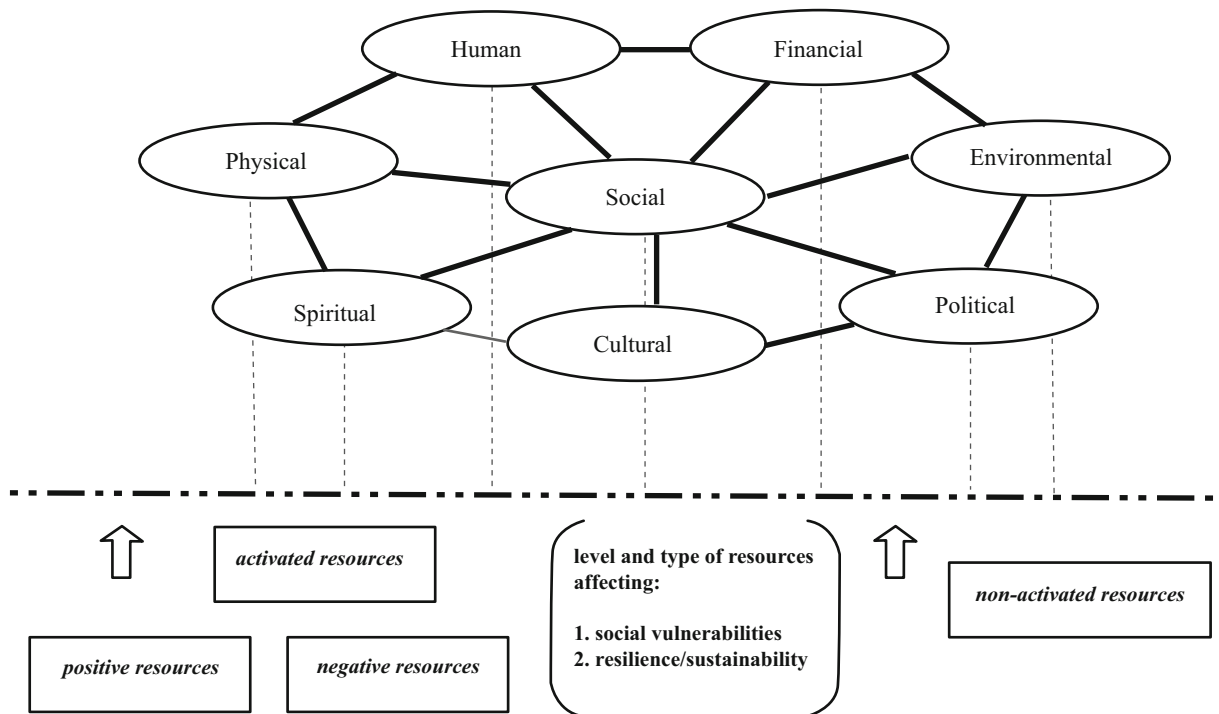 Human
Financial
Physical
Environmental
Social
Spiritual
Political
Cultural
activated resources
level and type of resources
affecting:
1. social vulnerabilities
2. resilience/sustainability
non-activated resources
positive resources
negative resources